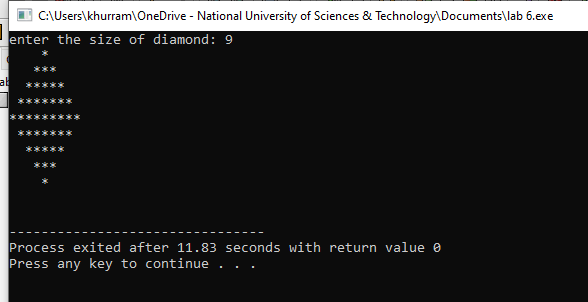 C:\Users\khurram\OneDrive - National University of Sciences & Technology\Documents\lab 6.exe
enter the size of diamond: 9
    *
   ***
  *****
 *******
*********
 *******
  *****
   ***
    *
--------------------------------
Process exited after 11.83 seconds with return value 0
Press any key to continue . . .